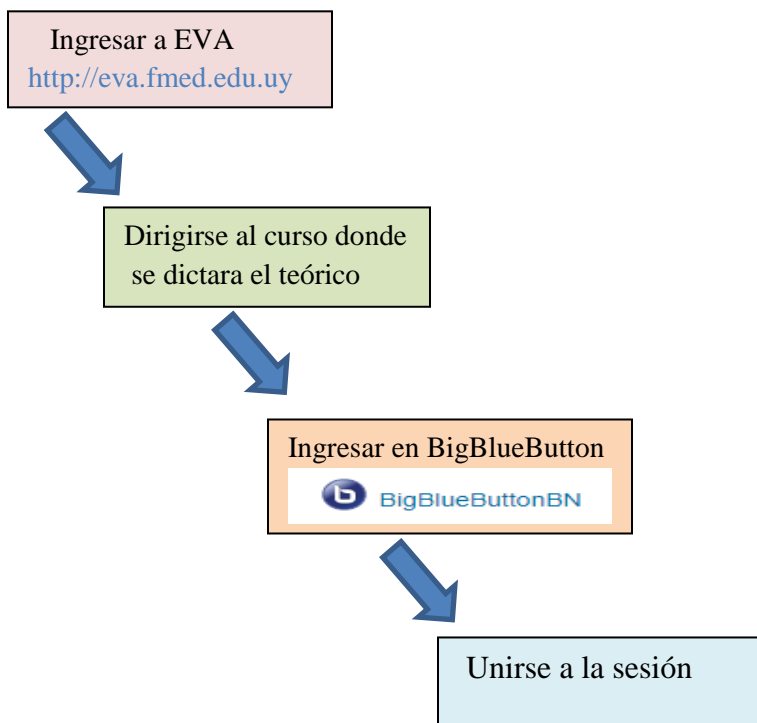 Ingresar a EVA
http://eva.fmed.edu.uy
Dirigirse al curso donde
se dictara el teórico
Ingresar en BigBlueButton
b BigBlueButtonBN
Unirse a la sesión